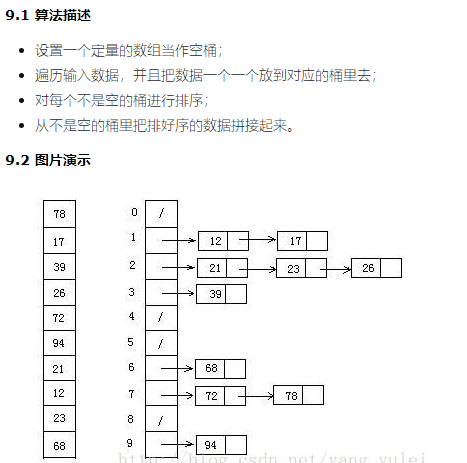 9.1 算法描述
设置一个定量的数组当作空桶；
遍历输入数据，并且把数据一个一个放到对应的桶里去；
对每个不是空的桶进行排序；
从不是空的桶里把排好序的数据拼接起来。
9.2 图片演示
78 0 /
17 1 12 17
39 2 21 23 26
26 3 39
72 4 /
94 5 /
21 6 68
12 7 72 78
23 8 /
68 9 94
http://blog.csdn.net/yang_yulei